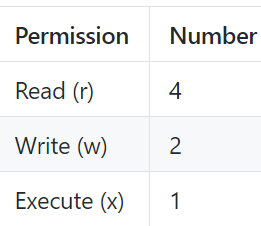 Permission Number
Read (r) 4
Write (w) 2
Execute (x) 1